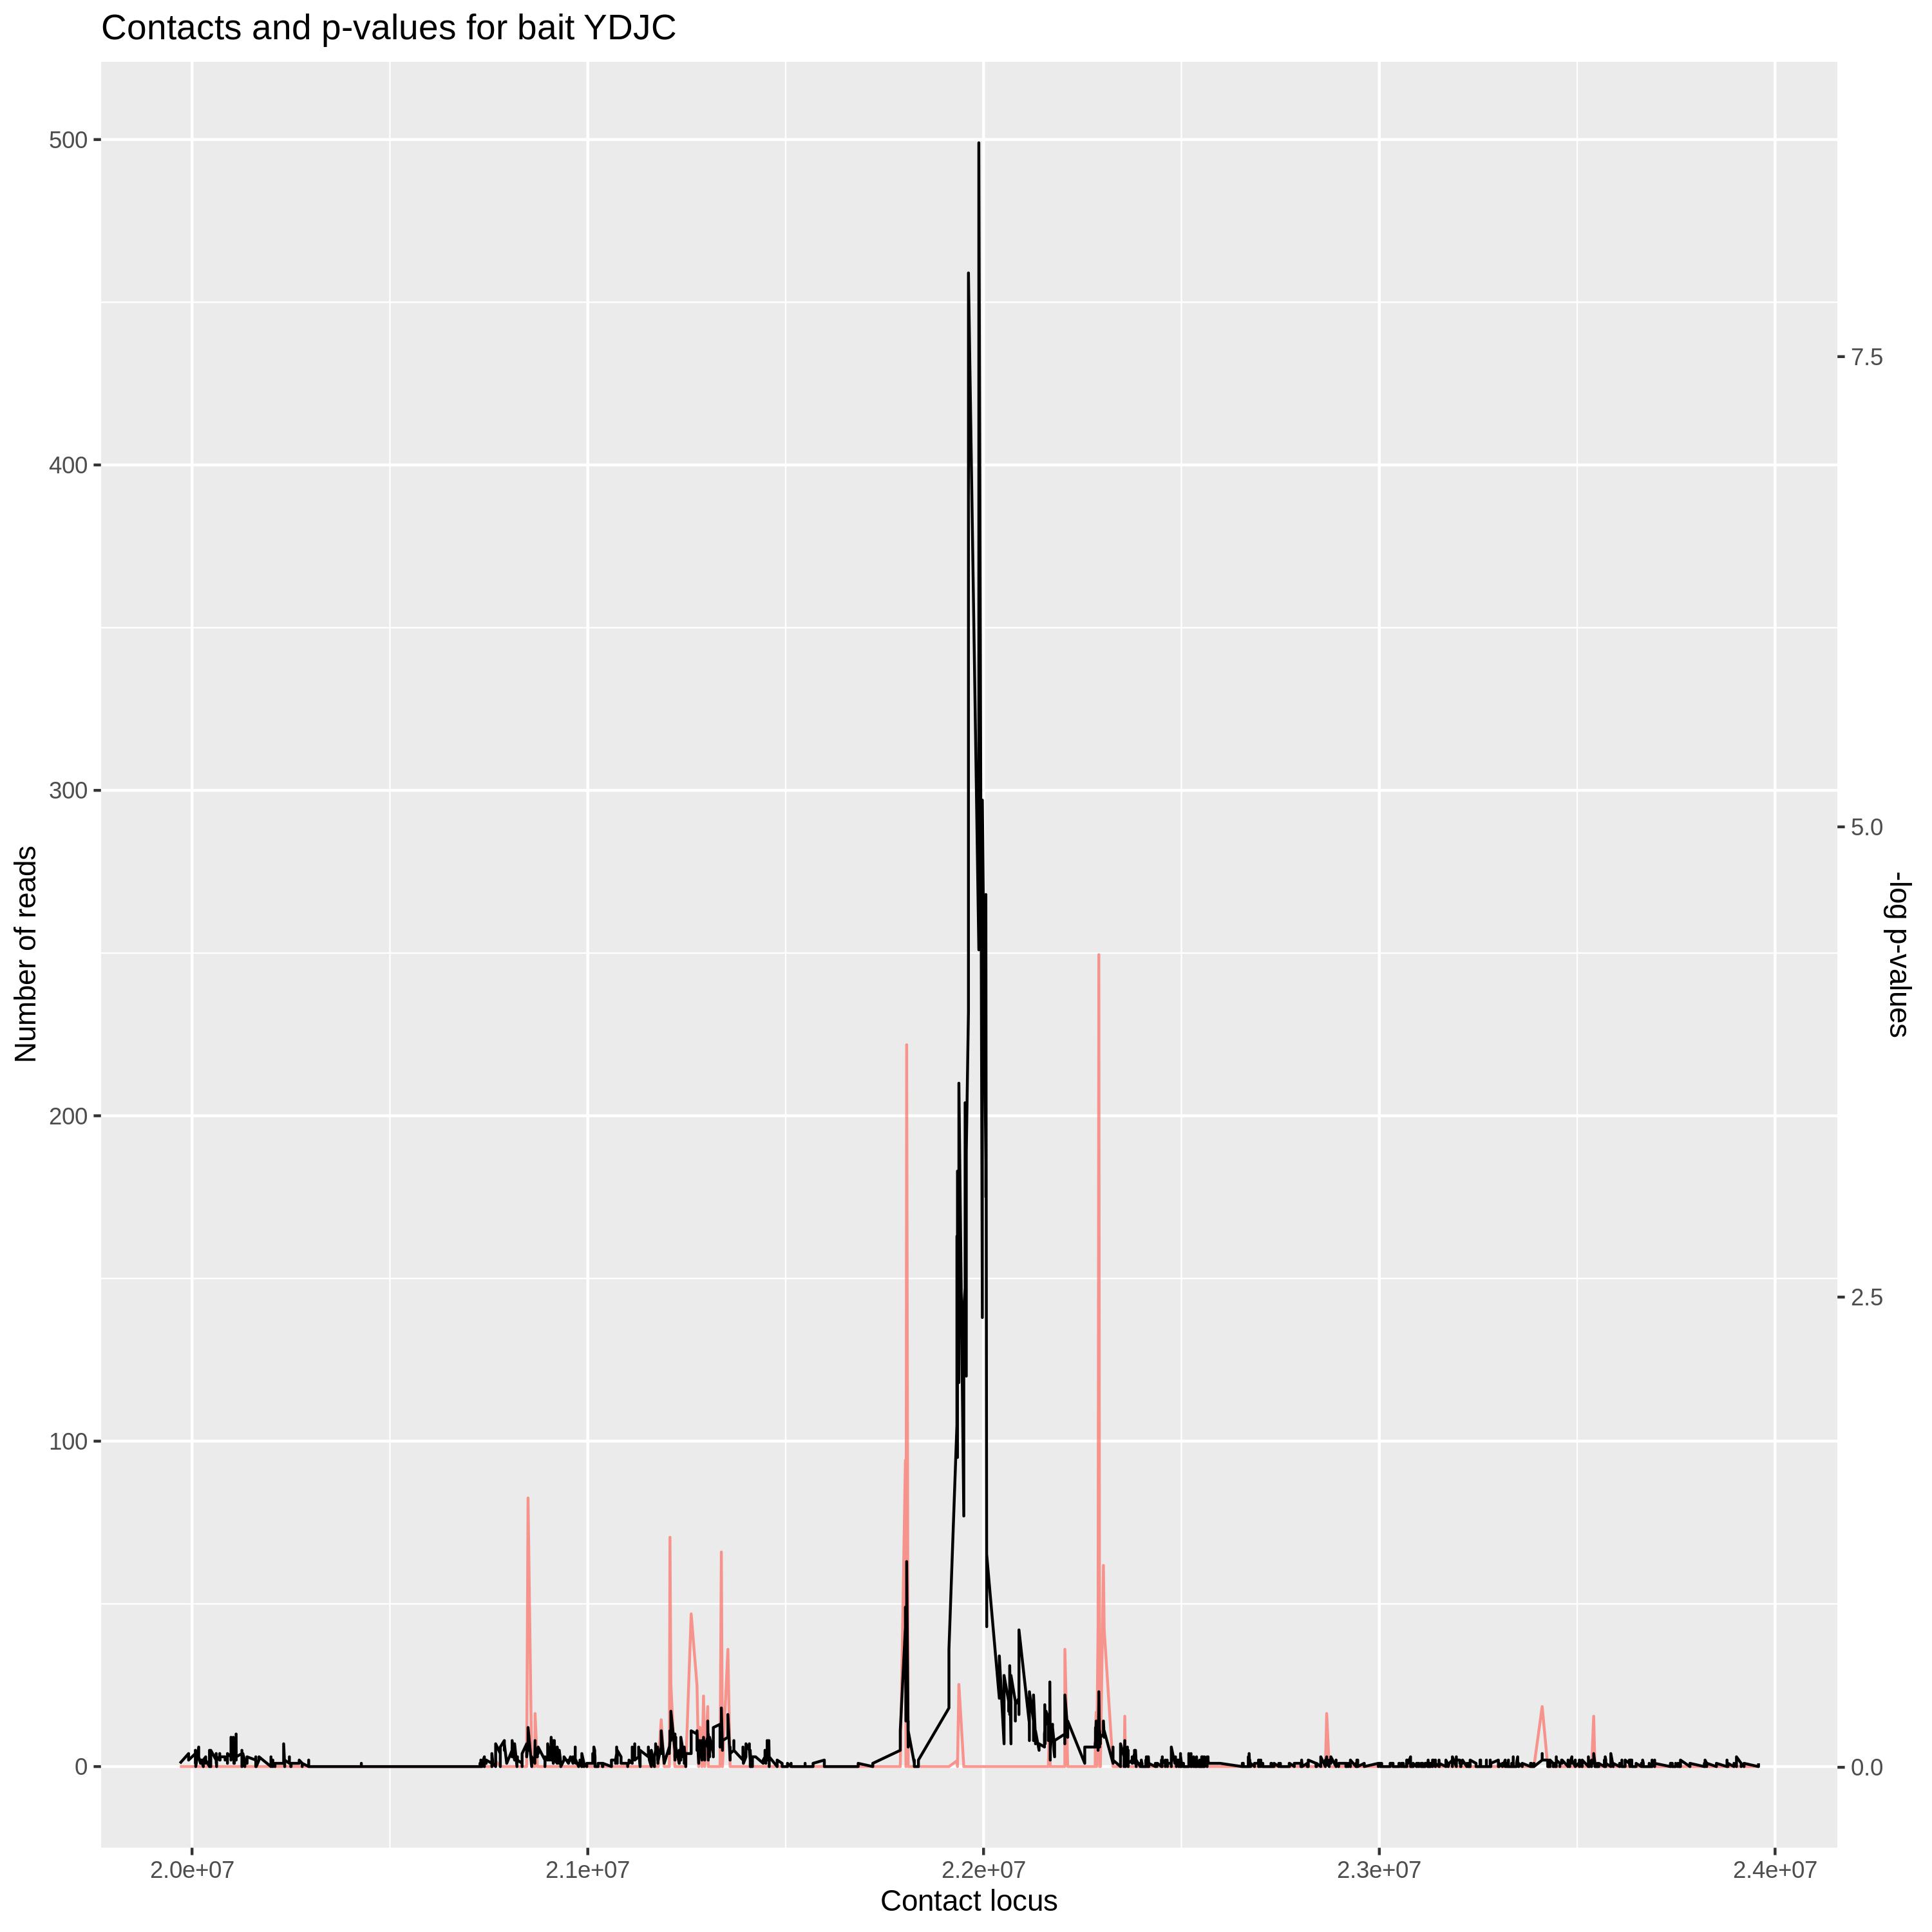 Contacts and p-values for bait YDJC
500
400
300
200
100
0
Number of reads
7.5
5.0
2.5
0.0
-log p-values
2.0e+07
2.1e+07
2.2e+07
2.3e+07
2.4e+07
Contact locus